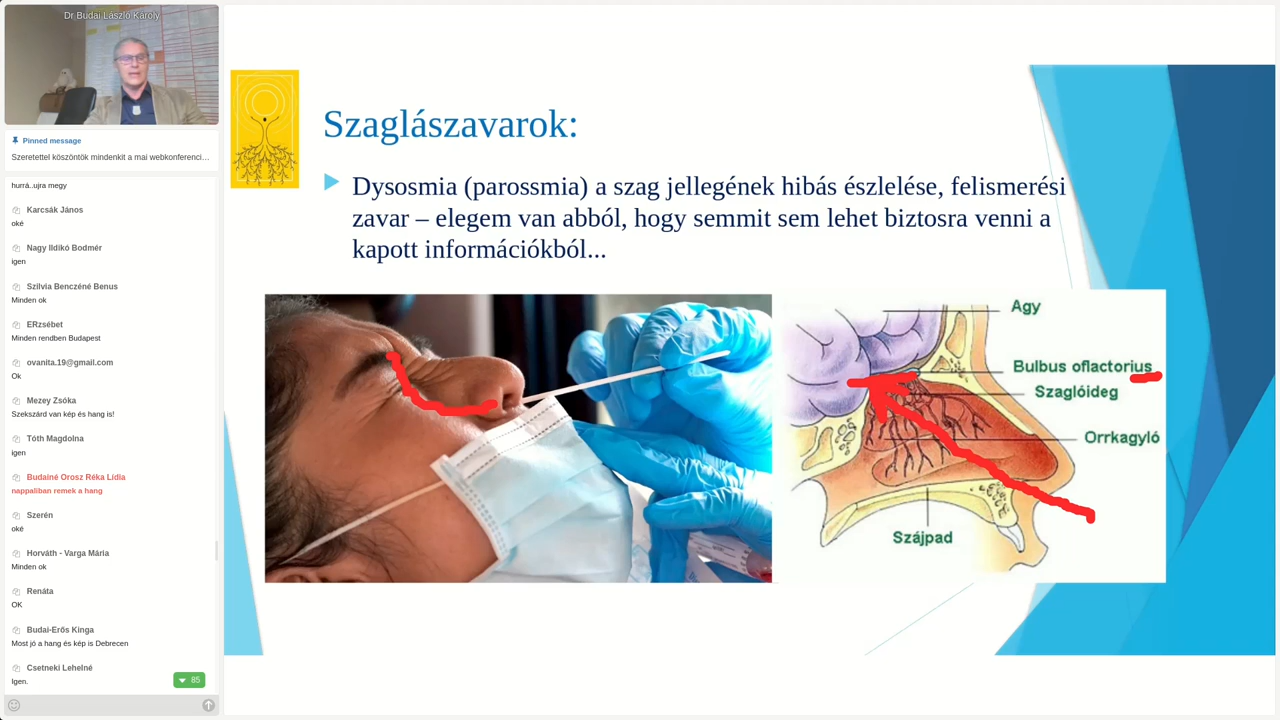 Dr Budai László Károly
Pinned message
Szeretettel köszöntök mindenkit a mai webkonferenci…
hurrá..ujra megy
Karcsák János
oké
Nagy Ildikó Bodmér
igen
Szilvia Benczéné Benus
Minden ok
ERzsébet
Minden rendben Budapest
ovanita.19@gmail.com
Ok
Mezey Zsóka
Szekszárd van kép és hang is!
Tóth Magdolna
igen
Budainé Orosz Réka Lídia
nappaliban remek a hang
Szerén
oké
Horváth - Varga Mária
Minden ok
Renáta
OK
Budai-Erős Kinga
Most jó a hang és kép is Debrecen
Csetneki Lehelné
Igen.
85
Szaglászavarok:
Dysosmia (parossmia) a szag jellegének hibás észlelése, felismerési
zavar – elegem van abból, hogy semmit sem lehet biztosra venni a
kapott információkból...
Agy
Bulbus oflactorius
Szaglóideg
Orrkagyló
Szájpad